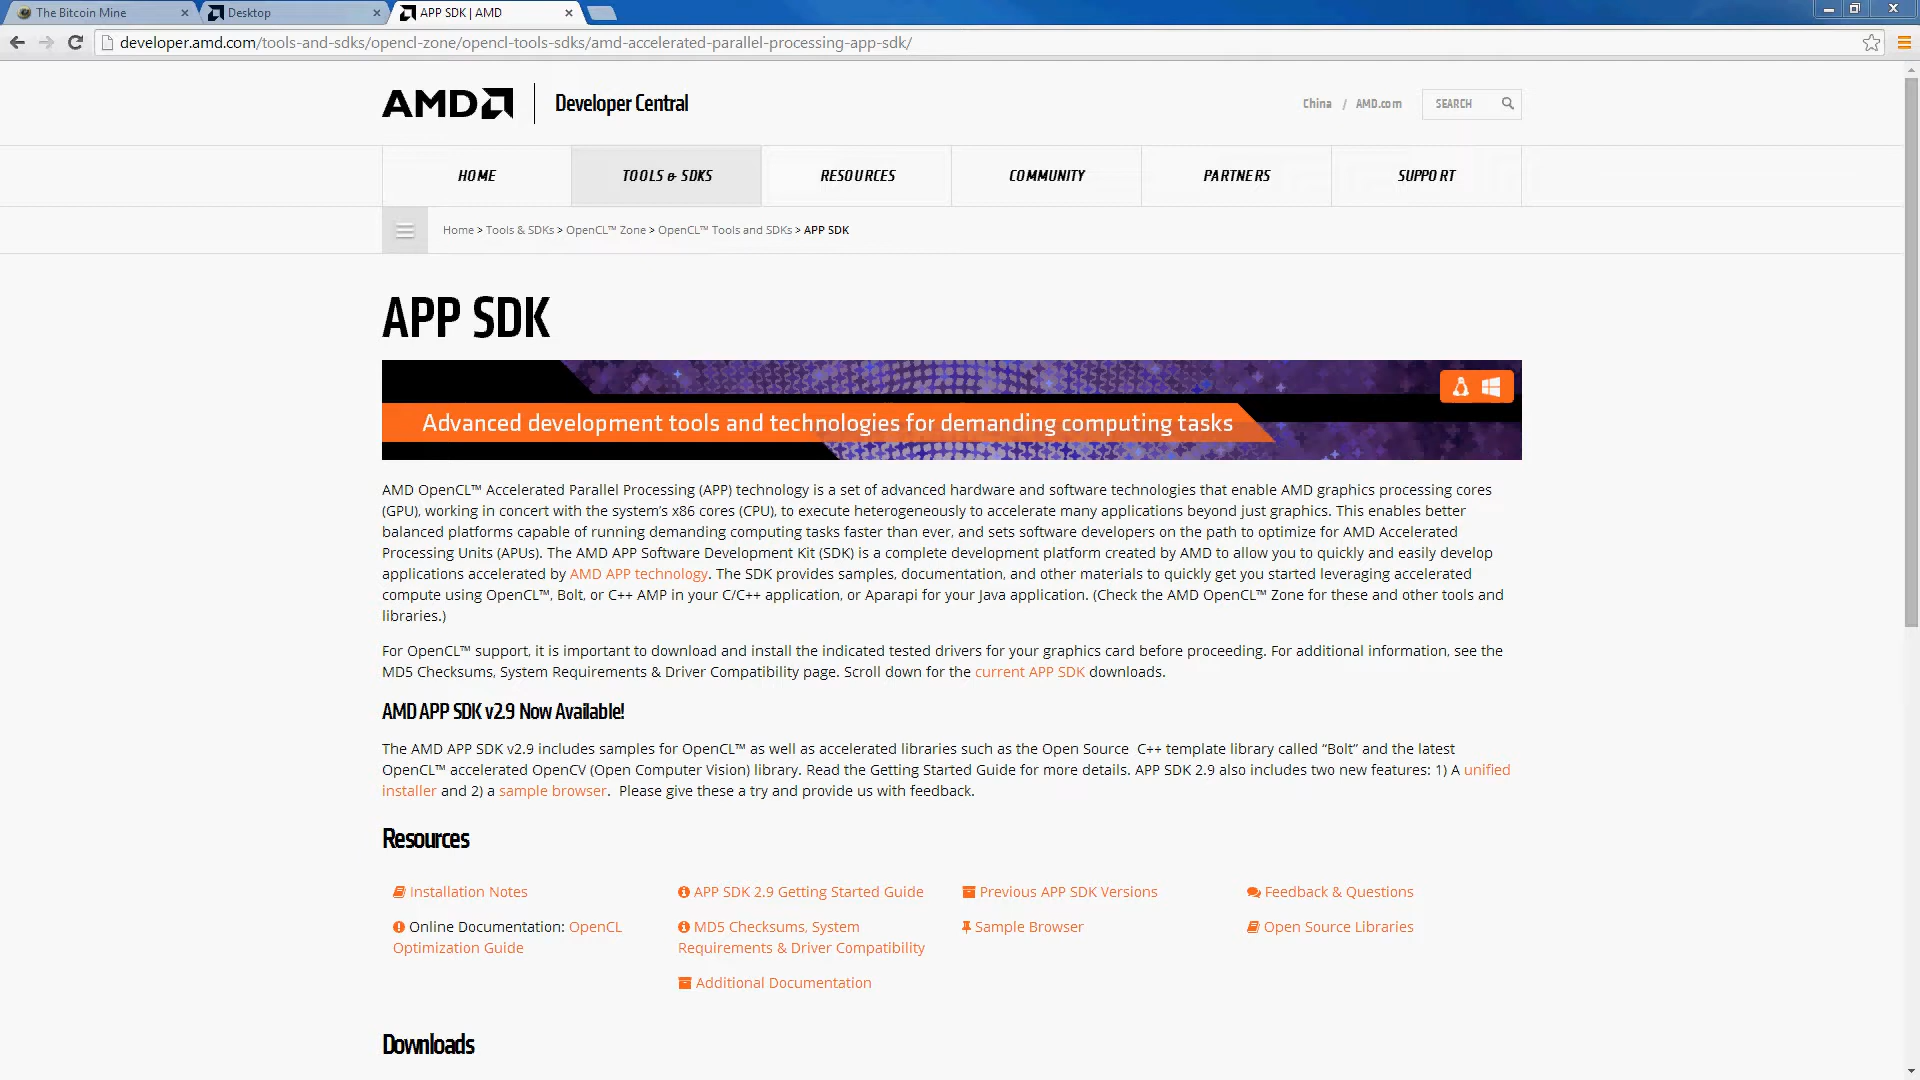 The Bitcoin Mine
Desktop
APP SDK | AMD
developer.amd.com/tools-and-sdks/opencl-zone/opencl-tools-sdks/amd-accelerated-parallel-processing-app-sdk/
AMD
Developer Central
China / AMD.com
SEARCH
HOME
TOOLS & SDKS
RESOURCES
COMMUNITY
PARTNERS
SUPPORT
Home > Tools & SDKs > OpenCL™ Zone > OpenCL™ Tools and SDKs > APP SDK
APP SDK
Advanced development tools and technologies for demanding computing tasks
AMD OpenCL™ Accelerated Parallel Processing (APP) technology is a set of advanced hardware and software technologies that enable AMD graphics processing cores
(GPU), working in concert with the system’s x86 cores (CPU), to execute heterogeneously to accelerate many applications beyond just graphics. This enables better
balanced platforms capable of running demanding computing tasks faster than ever, and sets software developers on the path to optimize for AMD Accelerated
Processing Units (APUs). The AMD APP Software Development Kit (SDK) is a complete development platform created by AMD to allow you to quickly and easily develop
applications accelerated by AMD APP technology. The SDK provides samples, documentation, and other materials to quickly get you started leveraging accelerated
compute using OpenCL™, Bolt, or C++ AMP in your C/C++ application, or Aparapi for your Java application. (Check the AMD OpenCL™ Zone for these and other tools and
libraries.)
For OpenCL™ support, it is important to download and install the indicated tested drivers for your graphics card before proceeding. For additional information, see the
MD5 Checksums, System Requirements & Driver Compatibility page. Scroll down for the current APP SDK downloads.
AMD APP SDK v2.9 Now Available!
The AMD APP SDK v2.9 includes samples for OpenCL™ as well as accelerated libraries such as the Open Source C++ template library called “Bolt” and the latest
OpenCL™ accelerated OpenCV (Open Computer Vision) library. Read the Getting Started Guide for more details. APP SDK 2.9 also includes two new features: 1) A unified
installer and 2) a sample browser. Please give these a try and provide us with feedback.
Resources
Installation Notes
APP SDK 2.9 Getting Started Guide
Previous APP SDK Versions
Feedback & Questions
Online Documentation: OpenCL
Optimization Guide
MD5 Checksums, System
Requirements & Driver Compatibility
Sample Browser
Open Source Libraries
Additional Documentation
Downloads